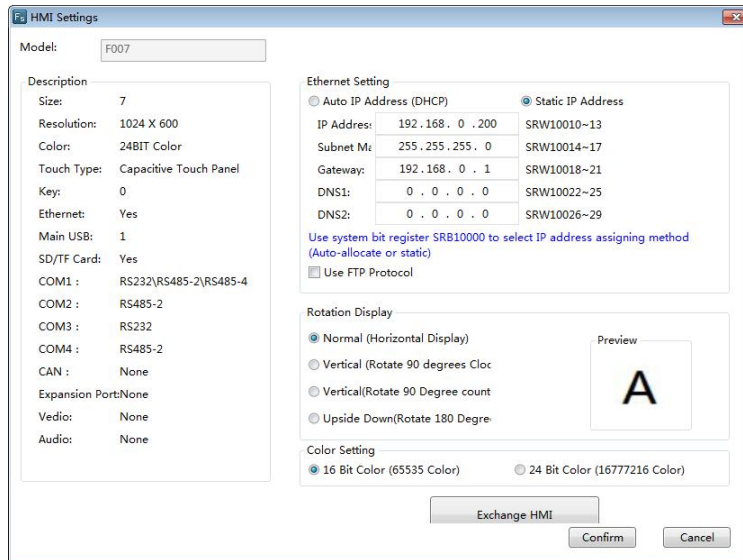 Fs HMI Settings
Model: F007
Description
Size: 7
Resolution: 1024 X 600
Color: 24BIT Color
Touch Type: Capacitive Touch Panel
Key: 0
Ethernet: Yes
Main USB: 1
SD/TF Card: Yes
COM1 : RS232\RS485-2\RS485-4
COM2 : RS485-2
COM3 : RS232
COM4 : RS485-2
CAN : None
Expansion Port:None
Vedio: None
Audio: None
Ethernet Setting
Auto IP Address (DHCP) Static IP Address
IP Address 192.168. 0 .200 SRW10010~13
Subnet Ma 255.255.255. 0 SRW10014~17
Gateway: 192.168. 0 . 1 SRW10018~21
DNS1: 0 . 0 . 0 . 0 SRW10022~25
DNS2: 0 . 0 . 0 . 0 SRW10026~29
Use system bit register SRB10000 to select IP address assigning method
(Auto-allocate or static)
Use FTP Protocol
Rotation Display
Normal (Horizontal Display)
Vertical (Rotate 90 degrees Cloc
Vertical(Rotate 90 Degree count
Upside Down(Rotate 180 Degre
Preview
A
Color Setting
16 Bit Color (65535 Color) 24 Bit Color (16777216 Color)
Exchange HMI
Confirm Cancel